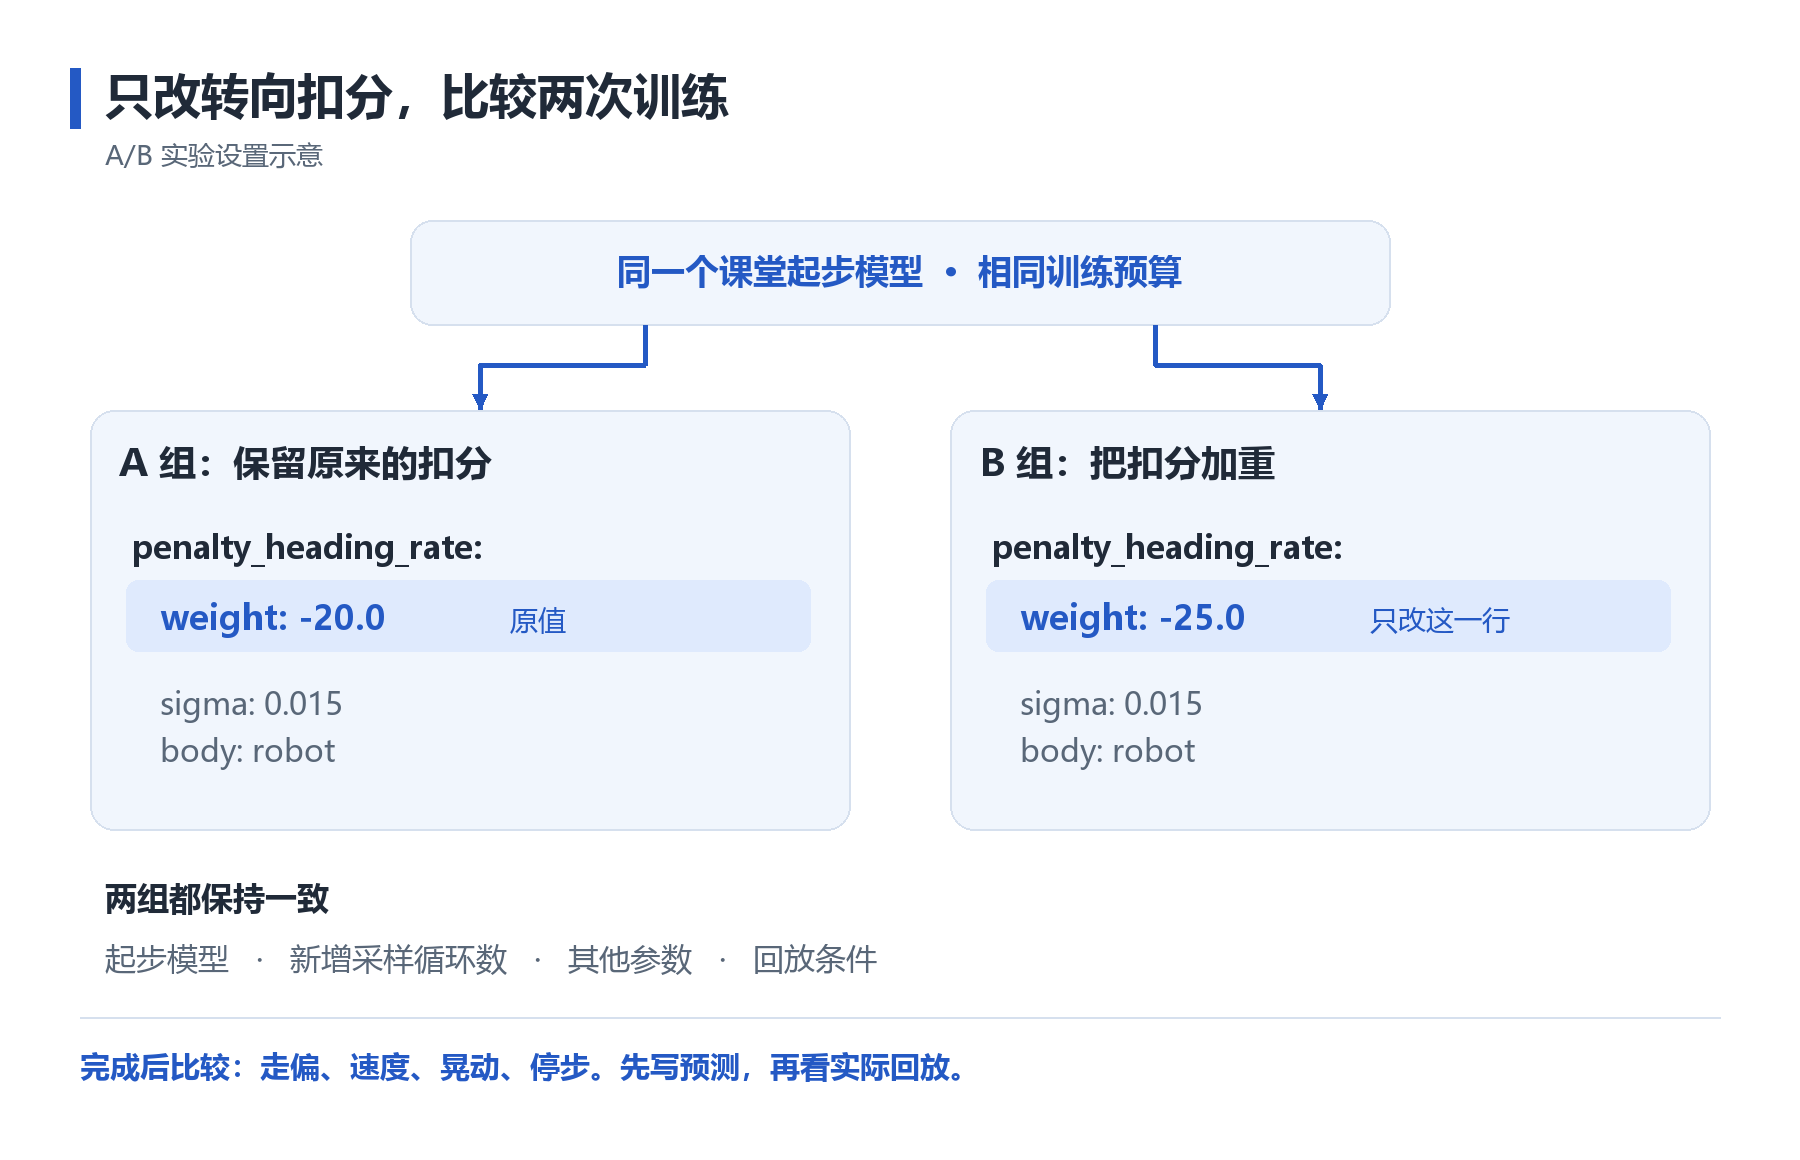 只改转向扣分，比较两次训练
A/B 实验设置示意
同一个课堂起步模型 • 相同训练预算
A 组：保留原来的扣分
penalty_heading_rate:
weight: -20.0 原值
sigma: 0.015
body: robot
B 组：把扣分加重
penalty_heading_rate:
weight: -25.0 只改这一行
sigma: 0.015
body: robot
两组都保持一致
起步模型 · 新增采样循环数 · 其他参数 · 回放条件
完成后比较：走偏、速度、晃动、停步。先写预测，再看实际回放。